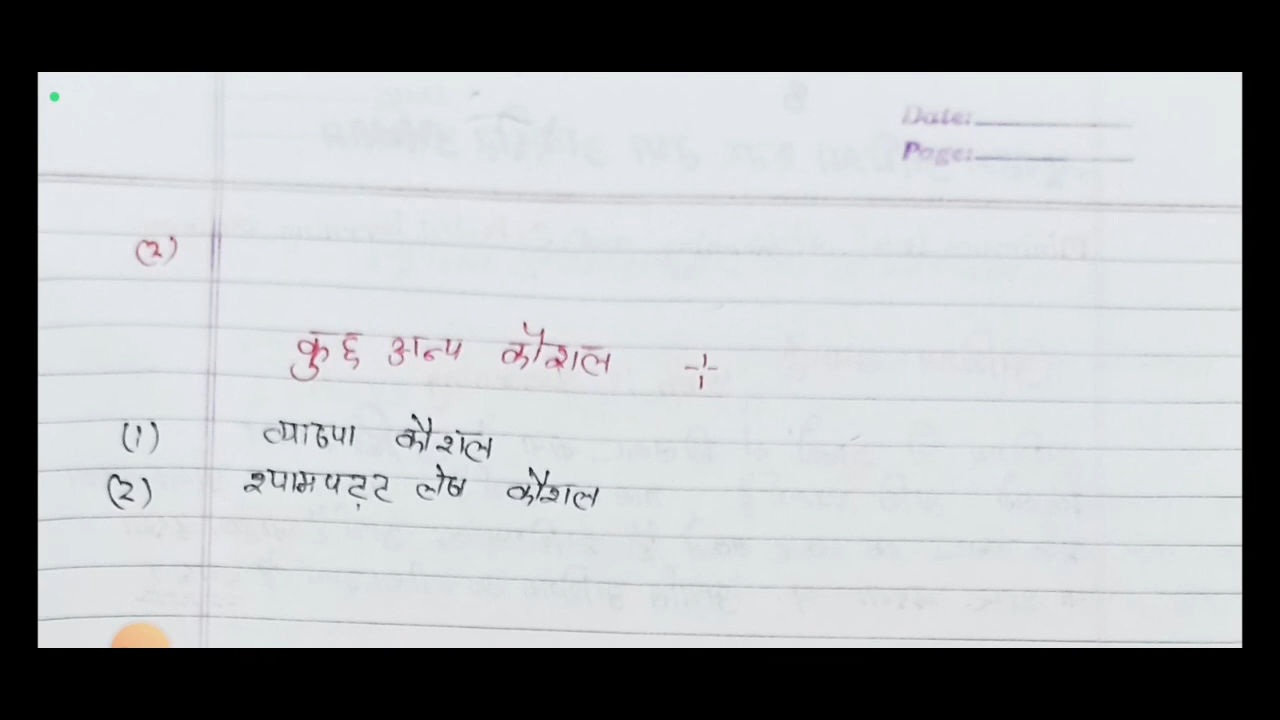 Date:
Page:
(2)
कुछ अन्य कौशल ÷
(1) व्याख्या कौशल
(2) श्यामपट्ट लेख कौशल